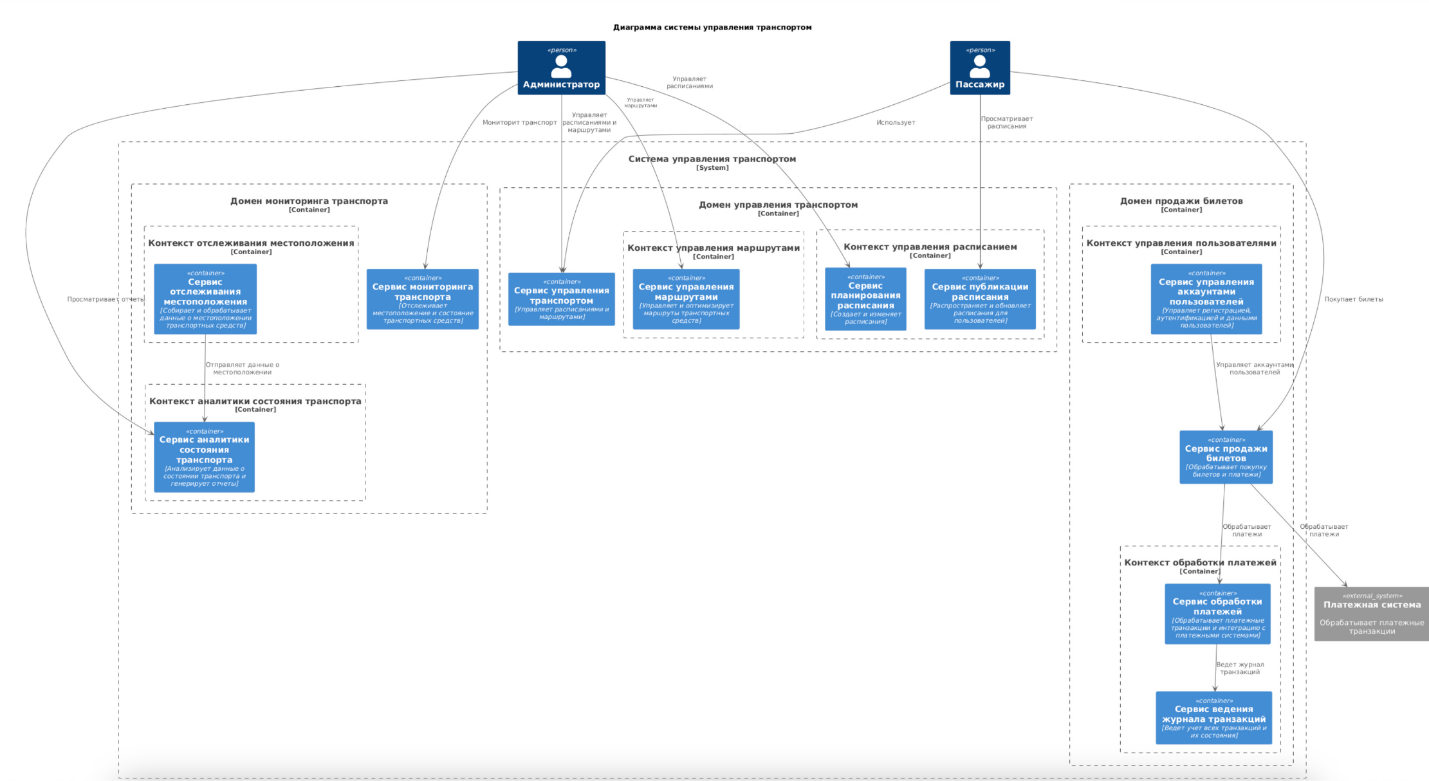 Диаграмма системы управления транспортом
«person»
Администратор
«person»
Пассажир
Управляет
расписаниями
Управляет
маршрутами
Мониторит транспорт
Управляет
расписаниями и
маршрутами
Использует
Просматривает
расписания
Система управления транспортом
[System]
Домен мониторинга транспорта
[Container]
Домен управления транспортом
[Container]
Домен продажи билетов
[Container]
Контекст отслеживания местоположения
[Container]
«container»
Сервис
отслеживания
местоположения
[Собирает и обрабатывает
данные о местоположении
транспортных средств]
«container»
Сервис мониторинга
транспорта
[Отслеживает
местоположение и состояние
транспортных средств]
«container»
Сервис управления
транспортом
[Управляет расписаниями и
маршрутами]
Контекст управления маршрутами
[Container]
«container»
Сервис управления
маршрутами
[Управляет и оптимизирует
маршруты транспортных
средств]
Контекст управления расписанием
[Container]
«container»
Сервис
планирования
расписания
[Создает и изменяет
расписания]
«container»
Сервис публикации
расписания
[Распространяет и обновляет
расписания для
пользователей]
Контекст управления пользователями
[Container]
«container»
Сервис управления
аккаунтами
пользователей
[Управляет регистрацией,
аутентификацией и данными
пользователей]
Просматривает отчеты
Покупает билеты
Отправляет данные о
местоположении
Управляет аккаунтами
пользователей
Контекст аналитики состояния транспорта
[Container]
«container»
Сервис аналитики
состояния
транспорта
[Анализирует данные о
состоянии транспорта и
генерирует отчеты]
«container»
Сервис продажи
билетов
[Обрабатывает покупку
билетов и платежи]
Обрабатывает
платежи
Обрабатывает
платежи
Контекст обработки платежей
[Container]
«container»
Сервис обработки
платежей
[Обрабатывает платежные
транзакции и интеграцию с
платежными системами]
«external_system»
Платежная система
Обрабатывает платежные
транзакции
Ведет журнал
транзакций
«container»
Сервис ведения
журнала транзакций
[Ведет учет всех транзакций и
их состояния]